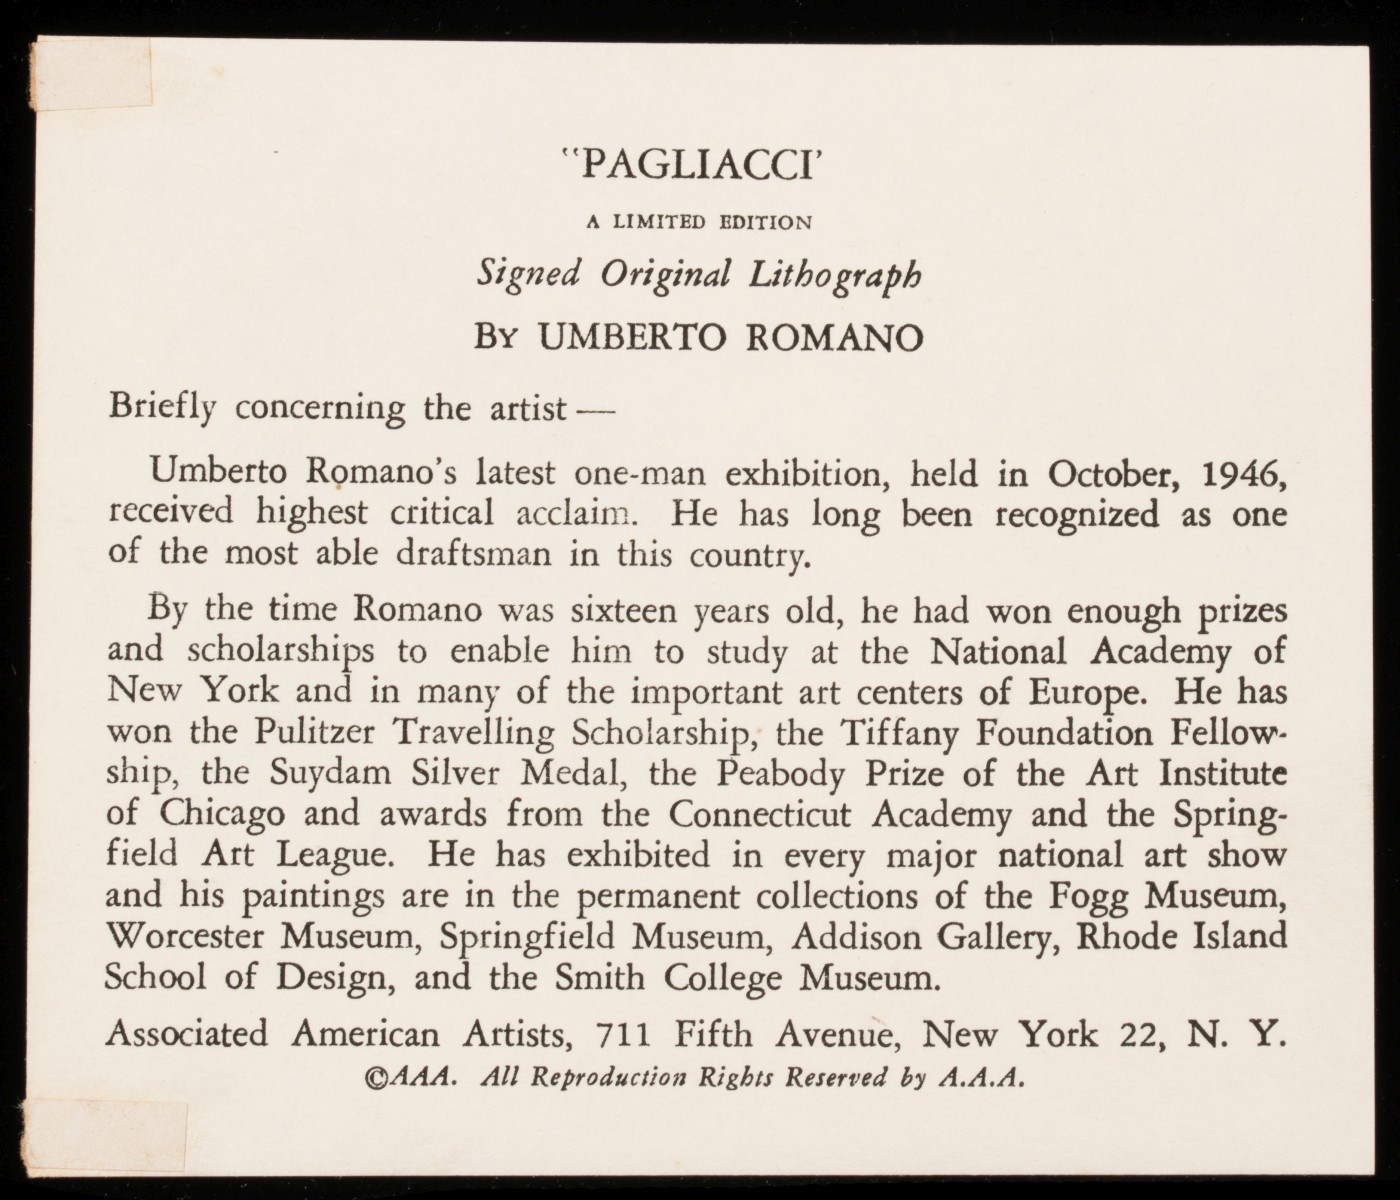 "PAGLIACCI'
A LIMITED EDITION
Signed Original Lithograph
By UMBERTO ROMANO
Briefly concerning the artist —
Umberto Romano's latest one-man exhibition, held in October, 1946,
received highest critical acclaim. He has long been recognized as one
of the most able draftsman in this country.
By the time Romano was sixteen years old, he had won enough prizes
and scholarships to enable him to study at the National Academy of
New York and in many of the important art centers of Europe. He has
won the Pulitzer Travelling Scholarship, the Tiffany Foundation Fellow-
ship, the Suydam Silver Medal, the Peabody Prize of the Art Institute
of Chicago and awards from the Connecticut Academy and the Spring-
field Art League. He has exhibited in every major national art show
and his paintings are in the permanent collections of the Fogg Museum,
Worcester Museum, Springfield Museum, Addison Gallery, Rhode Island
School of Design, and the Smith College Museum.
Associated American Artists, 711 Fifth Avenue, New York 22, N. Y.
©AAA. All Reproduction Rights Reserved by A.A.A.